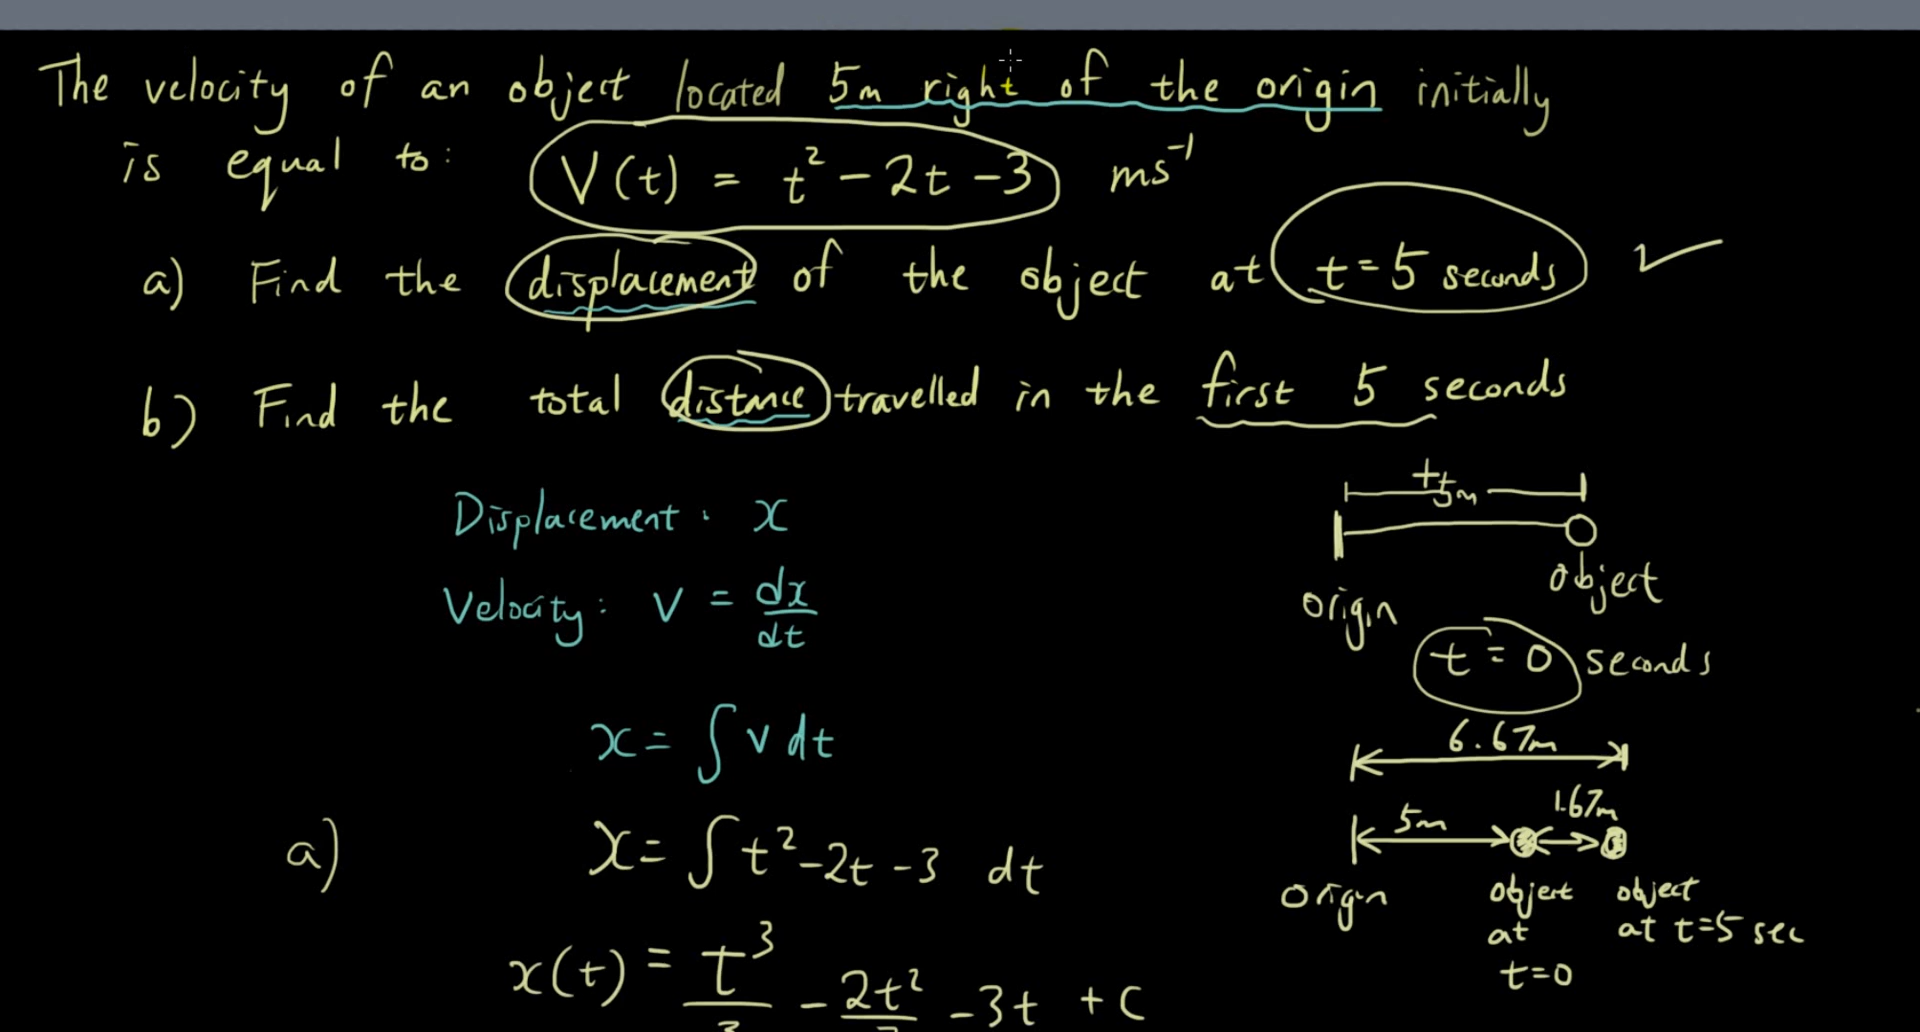 The velocity of an object located 5m right of the origin initially
is equal to: V(t) = t² - 2t - 3 ms⁻¹
a) Find the displacement of the object at t = 5 seconds ✓
b) Find the total distance travelled in the first 5 seconds
+5m
Displacement: x
origin object
Velocity: V = dx/dt
t = 0 seconds
x = ∫ v dt
6.67m
5m 1.67m
a) x = ∫ t² - 2t - 3 dt
origin object at t=0 object at t=5 sec
x(t) = t³/3 - 2t²/2 - 3t + C